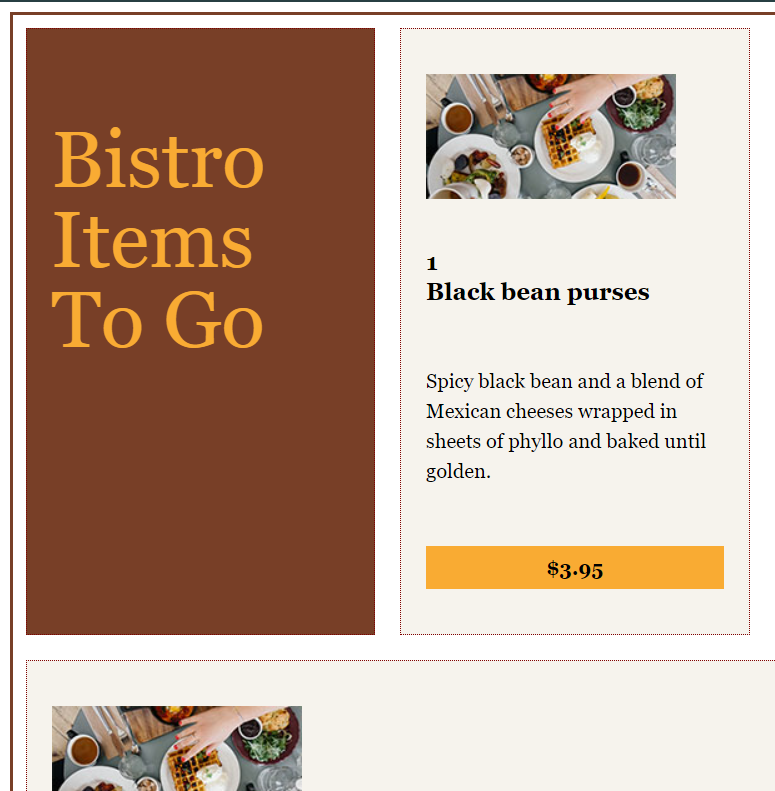 Bistro
Items
To Go
1
Black bean purses
Spicy black bean and a blend of
Mexican cheeses wrapped in
sheets of phyllo and baked until
golden.
$3.95